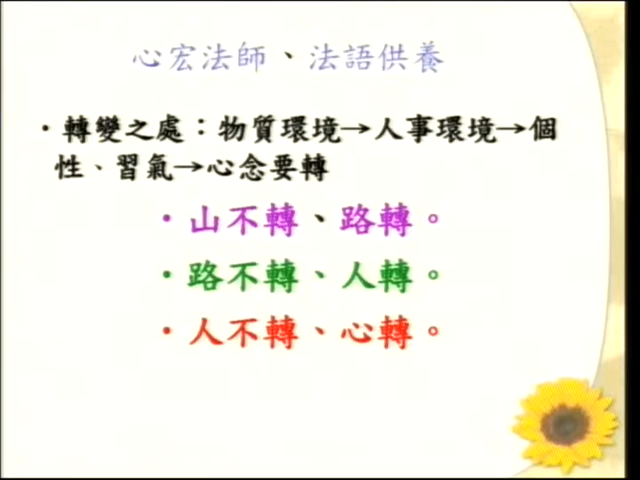 心宏法師、法語供養
•轉變之處：物質環境→人事環境→個
性、習氣→心念要轉
•山不轉、路轉。
•路不轉、人轉。
•人不轉、心轉。